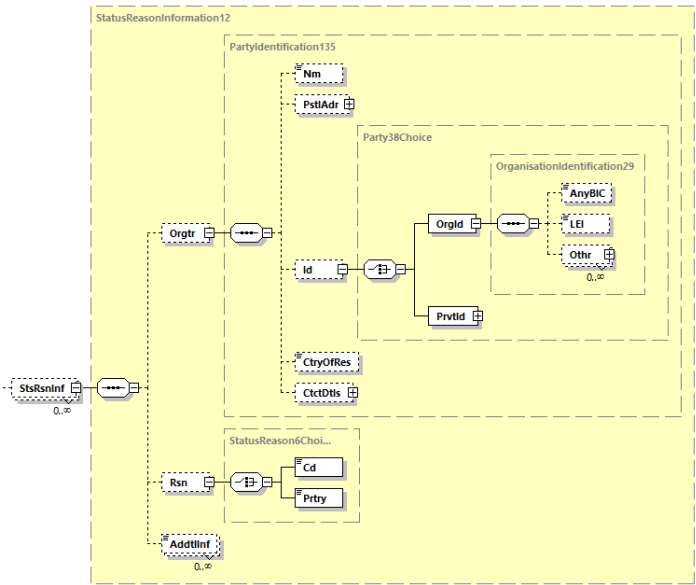 StatusReasonInformation12
PartyIdentification135
Nm
PstlAdr
Party38Choice
OrganisationIdentification29
AnyBIC
OrgId
LEI
Orgtr
Othr
0..∞
Id
PrvtId
CtryOfRes
StsRsnInf
CtctDtls
0..∞
StatusReason6Choi...
Cd
Rsn
Prtry
AddtlInf
0..∞